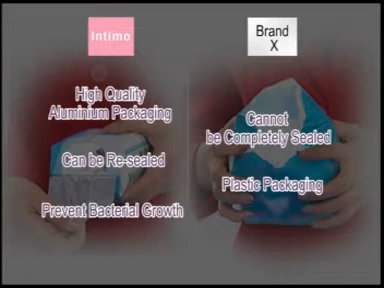 Intimo
High Quality
Aluminium Packaging
Can be Re-sealed
Prevent Bacterial Growth
Brand
X
Cannot
be Completely Sealed
Plastic Packaging